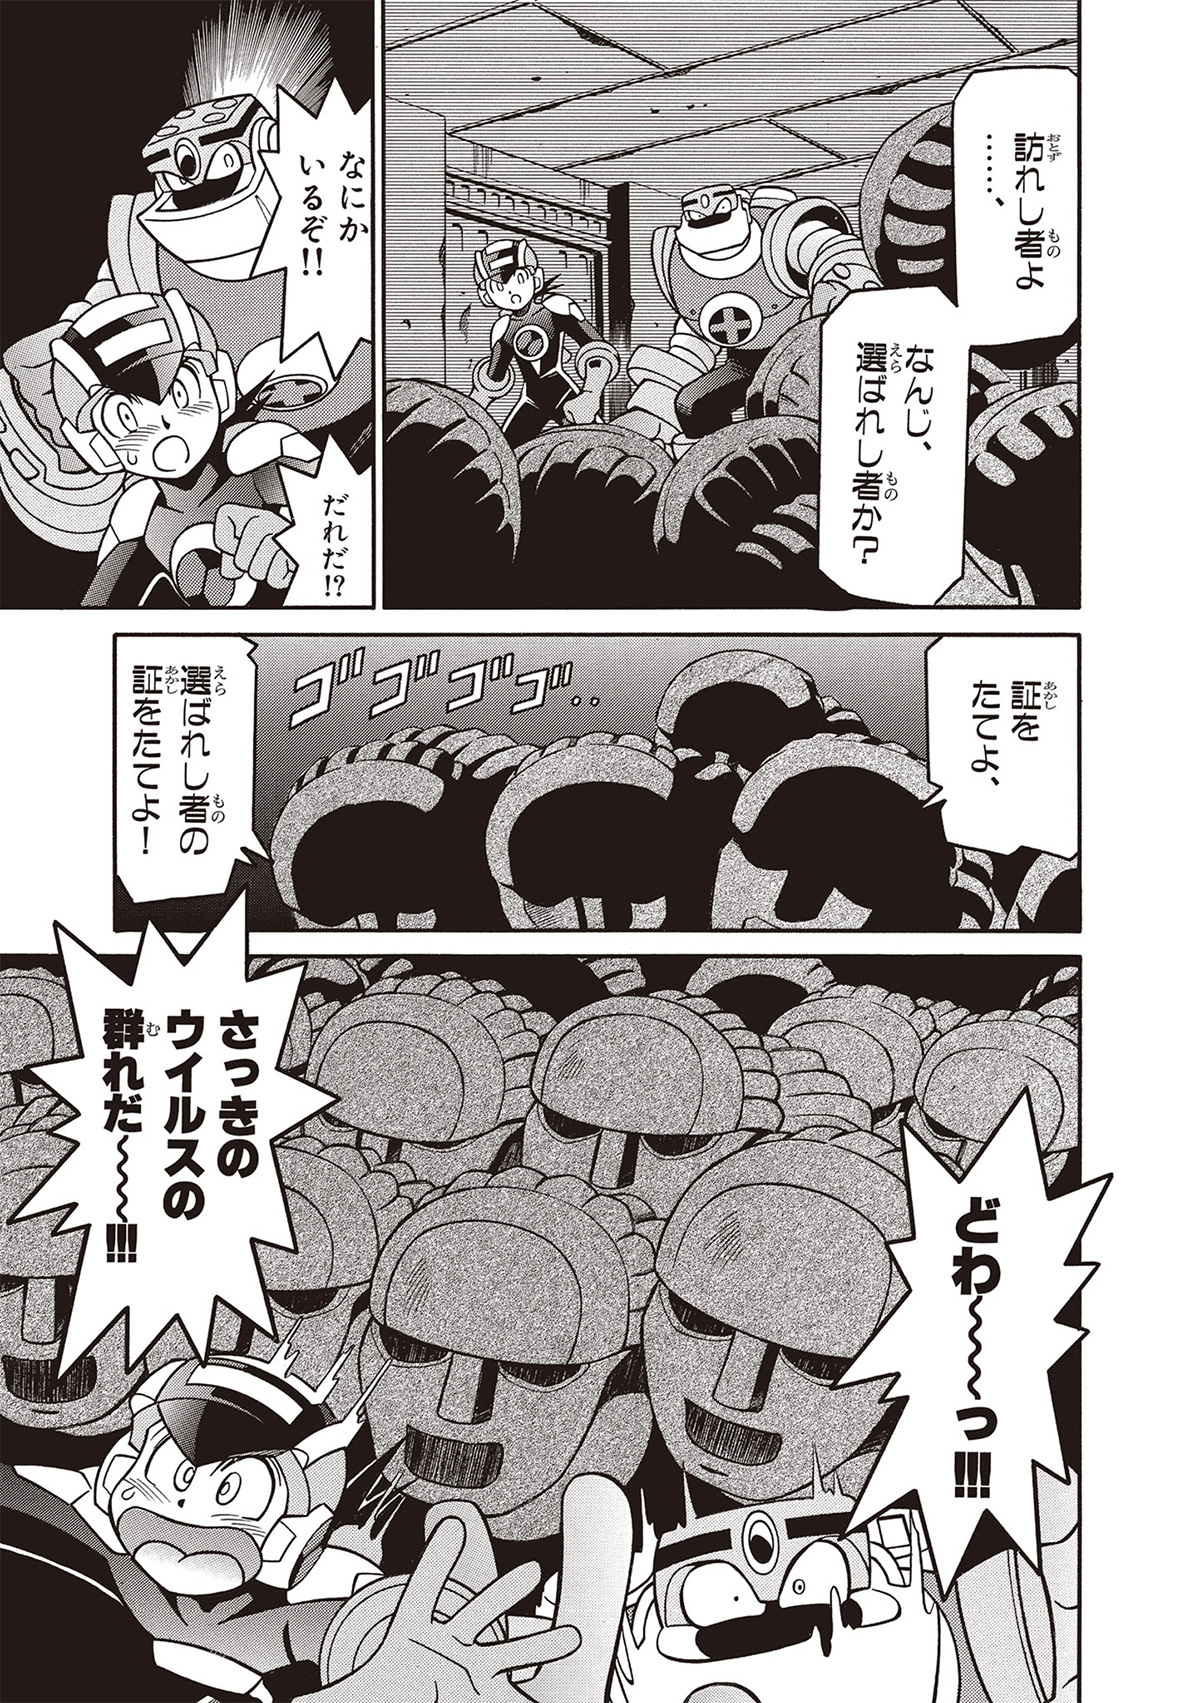 訪れし者よ
……、
なんじ、
選ばれし者か？
なにか
いるぞ!!
だれだ!?
証を
たてよ、
ゴゴゴゴ‥
選ばれし者の
証をたてよ！
どわ〜〜〜っ!!!
さっきの
ウイルスの
群れだ〜〜〜!!!